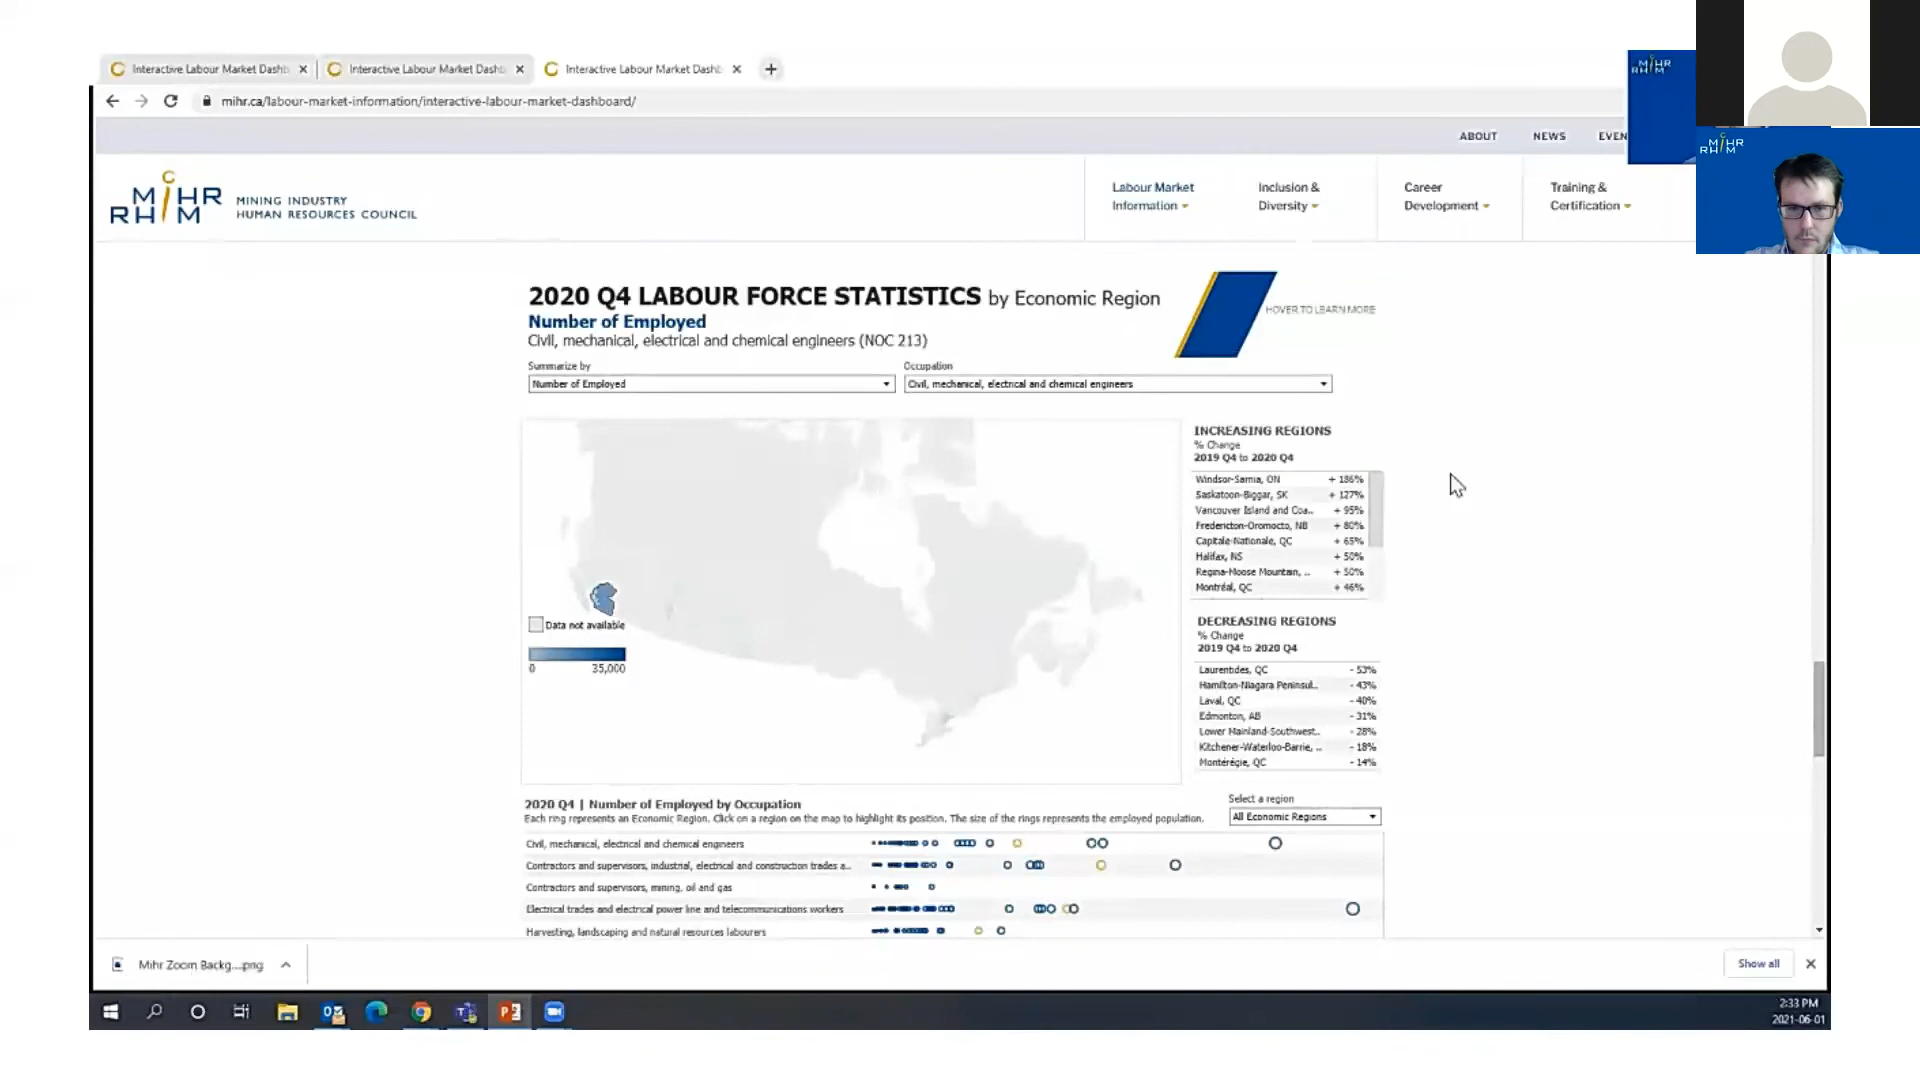 Interactive Labour Market Dashb
Interactive Labour Market Dashb
Interactive Labour Market Dashb
mihr.ca/labour-market-information/interactive-labour-market-dashboard/
MiHR
RHiM
ABOUT
NEWS
EVEN
MiHR
RHiM
MiHR
RHiM
MINING INDUSTRY
HUMAN RESOURCES COUNCIL
Labour Market
Information
Inclusion &
Diversity
Career
Development
Training &
Certification
2020 Q4 LABOUR FORCE STATISTICS by Economic Region
Number of Employed
Civil, mechanical, electrical and chemical engineers (NOC 213)
HOVER TO LEARN MORE
Summarize by
Occupation
Number of Employed
Civil, mechanical, electrical and chemical engineers
INCREASING REGIONS
% Change
2019 Q4 to 2020 Q4
Windsor-Sarnia, ON + 186%
Saskatoon-Biggar, SK + 127%
Vancouver Island and Coa.. + 95%
Fredericton-Oromocto, NB + 80%
Capitale-Nationale, QC + 65%
Halifax, NS + 50%
Regina-Moose Mountain, .. + 50%
Montréal, QC + 46%
Data not available
0 35,000
DECREASING REGIONS
% Change
2019 Q4 to 2020 Q4
Laurentides, QC - 53%
Hamilton-Niagara Peninsul.. - 43%
Laval, QC - 40%
Edmonton, AB - 31%
Lower Mainland-Southwest.. - 28%
Kitchener-Waterloo-Barrie, .. - 18%
Montérégie, QC - 14%
2020 Q4 | Number of Employed by Occupation
Each ring represents an Economic Region. Click on a region on the map to highlight its position. The size of the rings represents the employed population.
Select a region
All Economic Regions
Civil, mechanical, electrical and chemical engineers
Contractors and supervisors, industrial, electrical and construction trades a..
Contractors and supervisors, mining, oil and gas
Electrical trades and electrical power line and telecommunications workers
Harvesting, landscaping and natural resources labourers
Mihr Zoom Backg....png
Show all
2:33 PM
2021-06-01